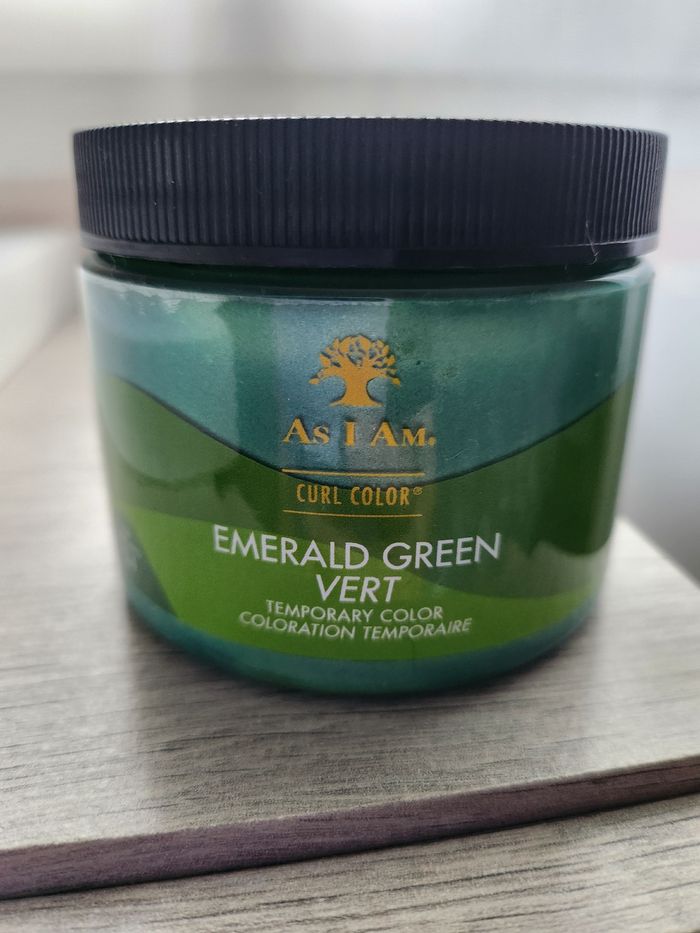 As I Am®
CURL COLOR®
EMERALD GREEN
VERT
TEMPORARY COLOR
COLORATION TEMPORAIRE